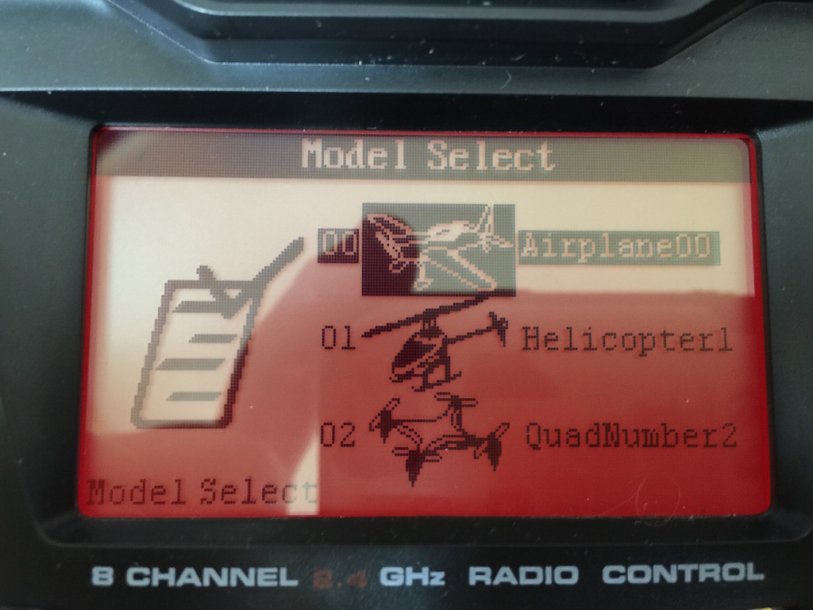 Model Select
00 Airplane00
01 Helicopter1
02 QuadNumber2
Model Select
8 CHANNEL 2.4 GHz RADIO CONTROL